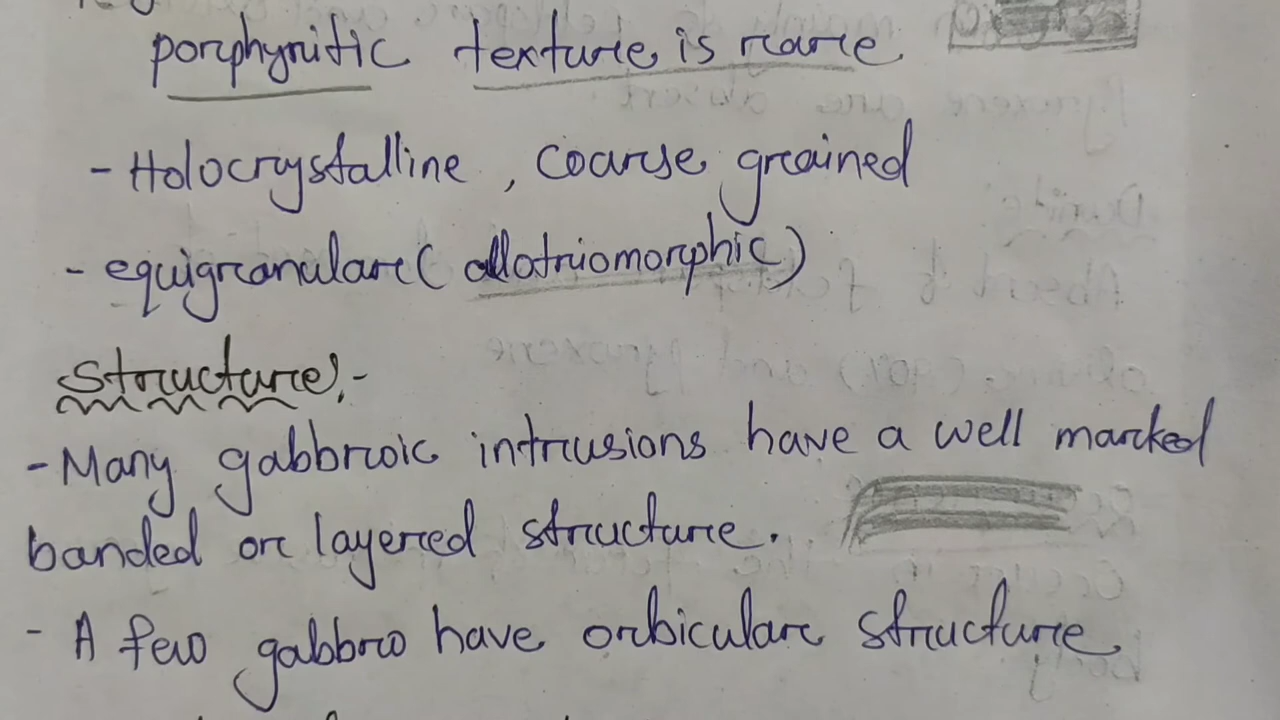 porphyritic texture is rare
- Holocrystalline, coarse grained
- equigranular (allotriomorphic)
Structure:-
- Many gabbroic intrusions have a well marked
banded or layered structure.
- A few gabbro have orbicular structure.